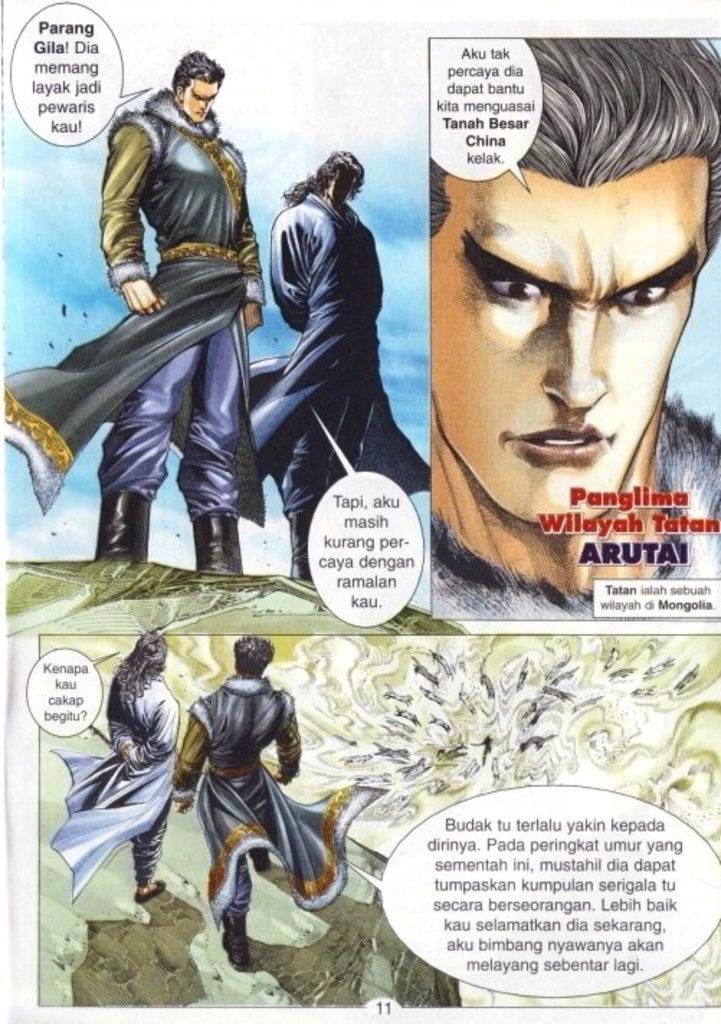 Parang
Gila! Dia
memang
layak jadi
pewaris
kau!
Tapi, aku
masih
kurang per-
caya dengan
ramalan
kau.
Aku tak
percaya dia
dapat bantu
kita menguasai
Tanah Besar
China
kelak.
Panglima
Wilayah Tatan
ARUTAI
Tatan ialah sebuah
wilayah di Mongolia.
Kenapa
kau
cakap
begitu?
Budak tu terlalu yakin kepada
dirinya. Pada peringkat umur yang
sementah ini, mustahil dia dapat
tumpaskan kumpulan serigala tu
secara berseorangan. Lebih baik
kau selamatkan dia sekarang,
aku bimbang nyawanya akan
melayang sebentar lagi.
11